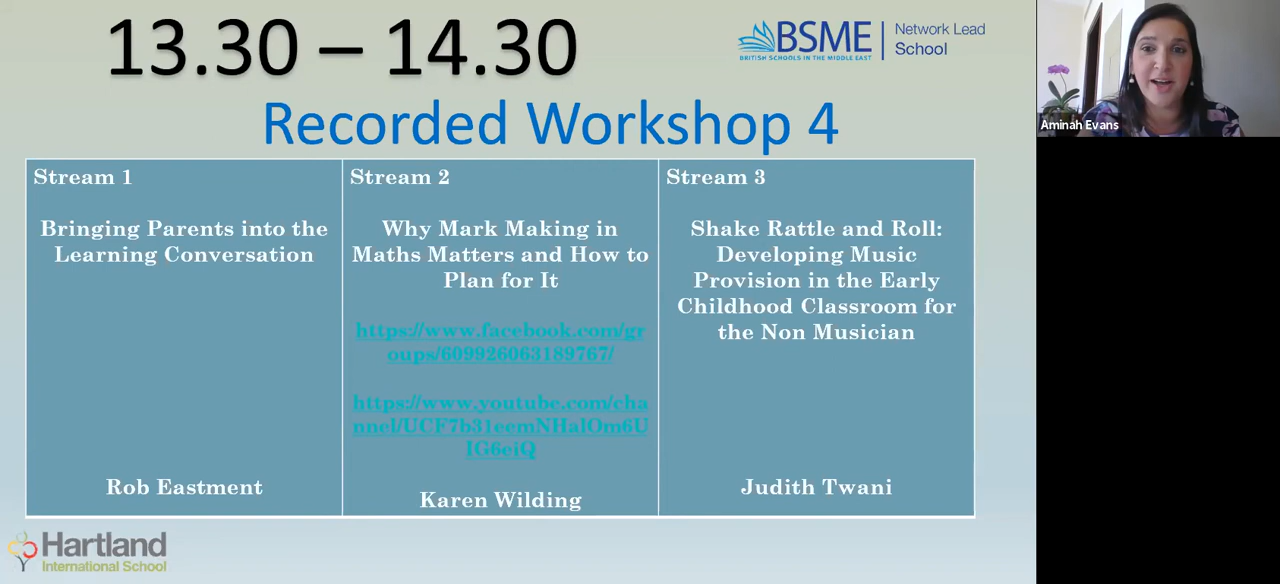 13.30 – 14.30
BSME
BRITISH SCHOOLS IN THE MIDDLE EAST
Network Lead
School
Aminah Evans
Recorded Workshop 4
Stream 1
Bringing Parents into the
Learning Conversation
Rob Eastment
Stream 2
Why Mark Making in
Maths Matters and How to
Plan for It
https://www.facebook.com/gr
oups/609926063189767/
https://www.youtube.com/cha
nnel/UCF7b31eemNHalOm6U
IG6eiQ
Karen Wilding
Stream 3
Shake Rattle and Roll:
Developing Music
Provision in the Early
Childhood Classroom for
the Non Musician
Judith Twani
Hartland
International School